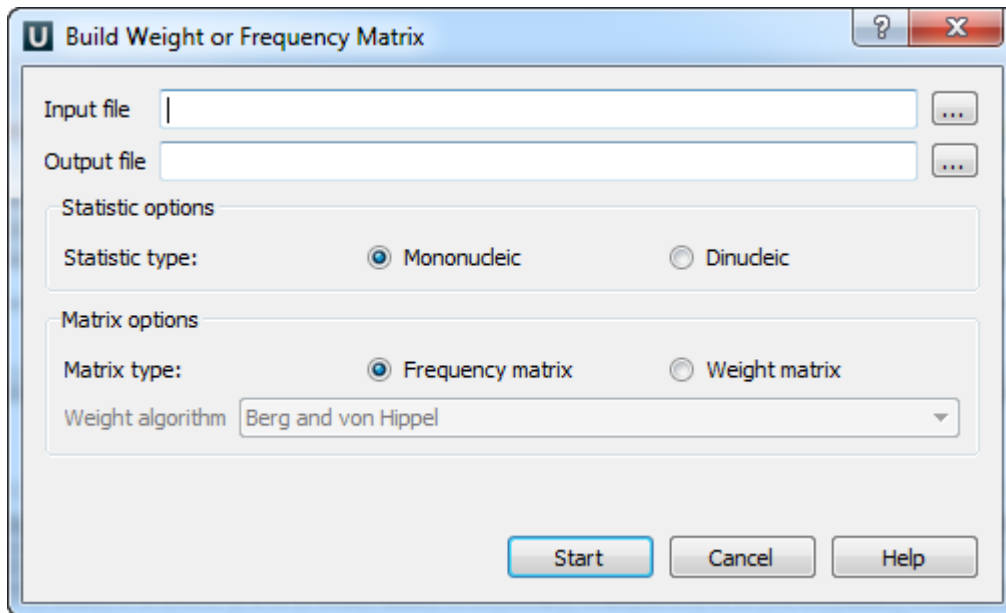 U Build Weight or Frequency Matrix ? X
Input file ...
Output file ...
Statistic options
Statistic type: Mononucleic Dinucleic
Matrix options
Matrix type: Frequency matrix Weight matrix
Weight algorithm Berg and von Hippel
Start Cancel Help